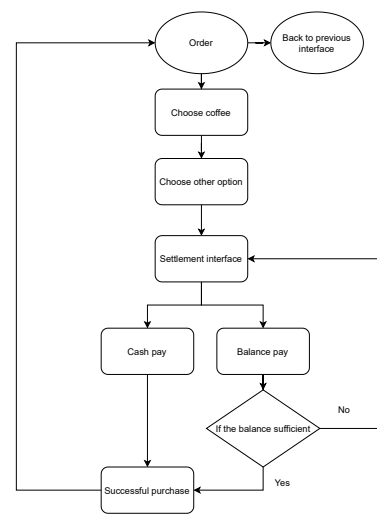 Order
Back to previous
interface
Choose coffee
Choose other option
Settlement interface
Cash pay
Balance pay
If the balance sufficient
No
Yes
Successful purchase